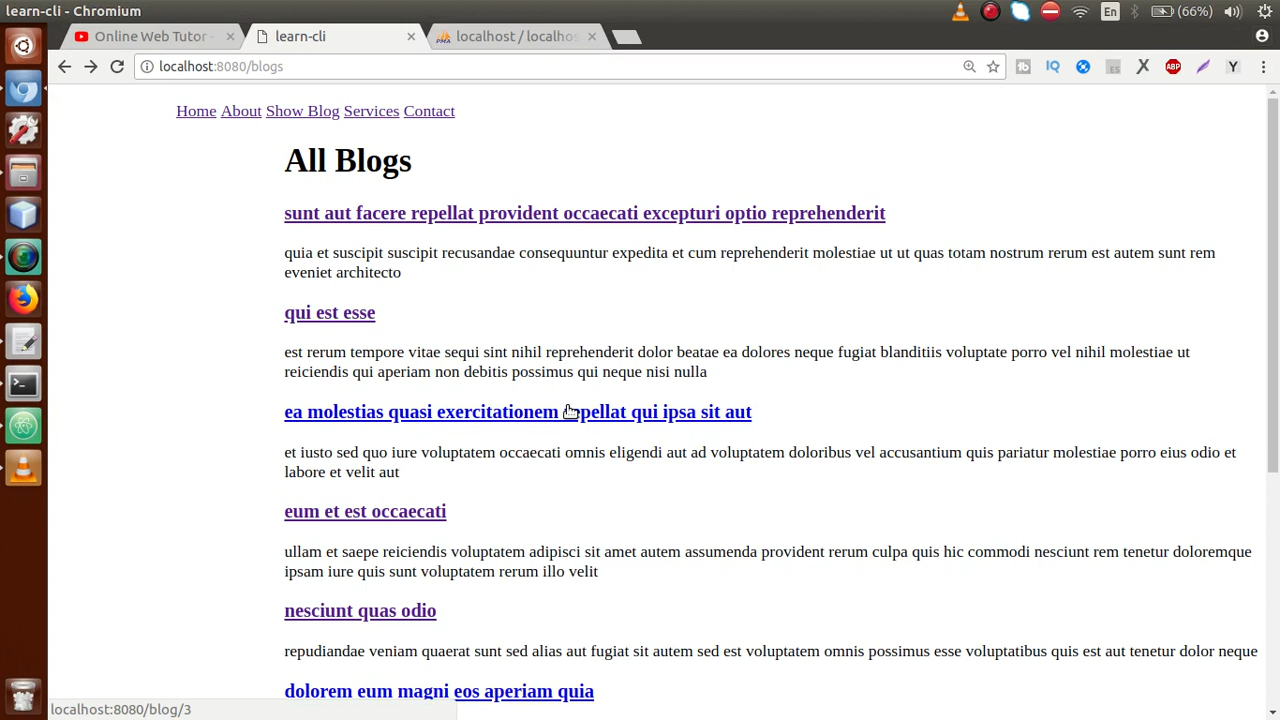 learn-cli - Chromium
En
(66%)
Online Web Tutor -
learn-cli
PMA
localhost / localhos
localhost:8080/blogs
tb
IQ
ES
X
ABP
Y
Home About Show Blog Services Contact
All Blogs
sunt aut facere repellat provident occaecati excepturi optio reprehenderit
quia et suscipit suscipit recusandae consequuntur expedita et cum reprehenderit molestiae ut ut quas totam nostrum rerum est autem sunt rem
eveniet architecto
qui est esse
est rerum tempore vitae sequi sint nihil reprehenderit dolor beatae ea dolores neque fugiat blanditiis voluptate porro vel nihil molestiae ut
reiciendis qui aperiam non debitis possimus qui neque nisi nulla
ea molestias quasi exercitationem repellat qui ipsa sit aut
et iusto sed quo iure voluptatem occaecati omnis eligendi aut ad voluptatem doloribus vel accusantium quis pariatur molestiae porro eius odio et
labore et velit aut
eum et est occaecati
ullam et saepe reiciendis voluptatem adipisci sit amet autem assumenda provident rerum culpa quis hic commodi nesciunt rem tenetur doloremque
ipsam iure quis sunt voluptatem rerum illo velit
nesciunt quas odio
repudiandae veniam quaerat sunt sed alias aut fugiat sit autem sed est voluptatem omnis possimus esse voluptatibus quis est aut tenetur dolor neque
dolorem eum magni eos aperiam quia
localhost:8080/blog/3